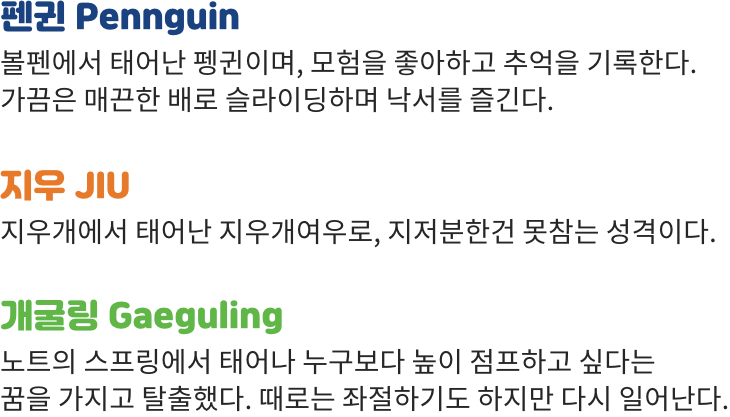 펜귄 Pennguin
볼펜에서 태어난 펭귄이며, 모험을 좋아하고 추억을 기록한다.
가끔은 매끈한 배로 슬라이딩하며 낙서를 즐긴다.
지우 JIU
지우개에서 태어난 지우개여우로, 지저분한건 못참는 성격이다.
개굴링 Gaeguling
노트의 스프링에서 태어나 누구보다 높이 점프하고 싶다는
꿈을 가지고 탈출했다. 때로는 좌절하기도 하지만 다시 일어난다.